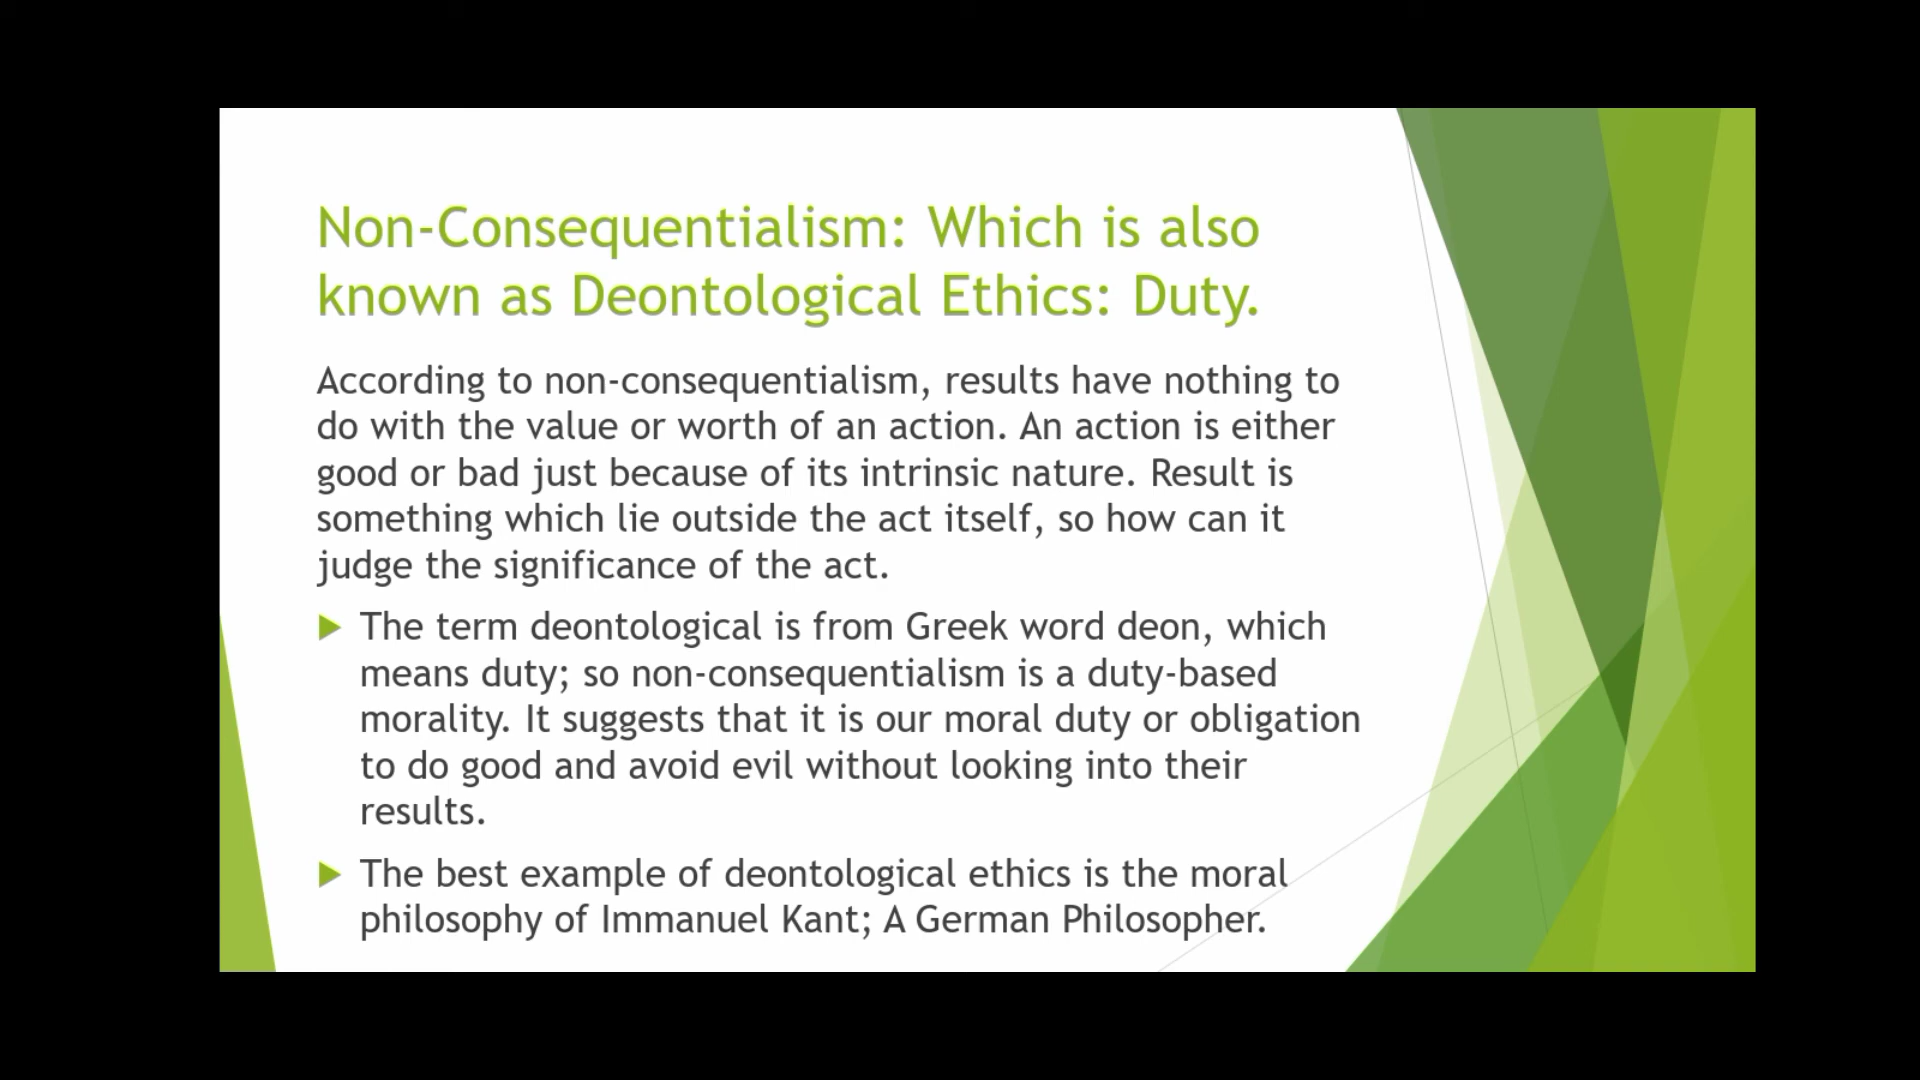 Non-Consequentialism: Which is also
known as Deontological Ethics: Duty.
According to non-consequentialism, results have nothing to
do with the value or worth of an action. An action is either
good or bad just because of its intrinsic nature. Result is
something which lie outside the act itself, so how can it
judge the significance of the act.
The term deontological is from Greek word deon, which
means duty; so non-consequentialism is a duty-based
morality. It suggests that it is our moral duty or obligation
to do good and avoid evil without looking into their
results.
The best example of deontological ethics is the moral
philosophy of Immanuel Kant; A German Philosopher.